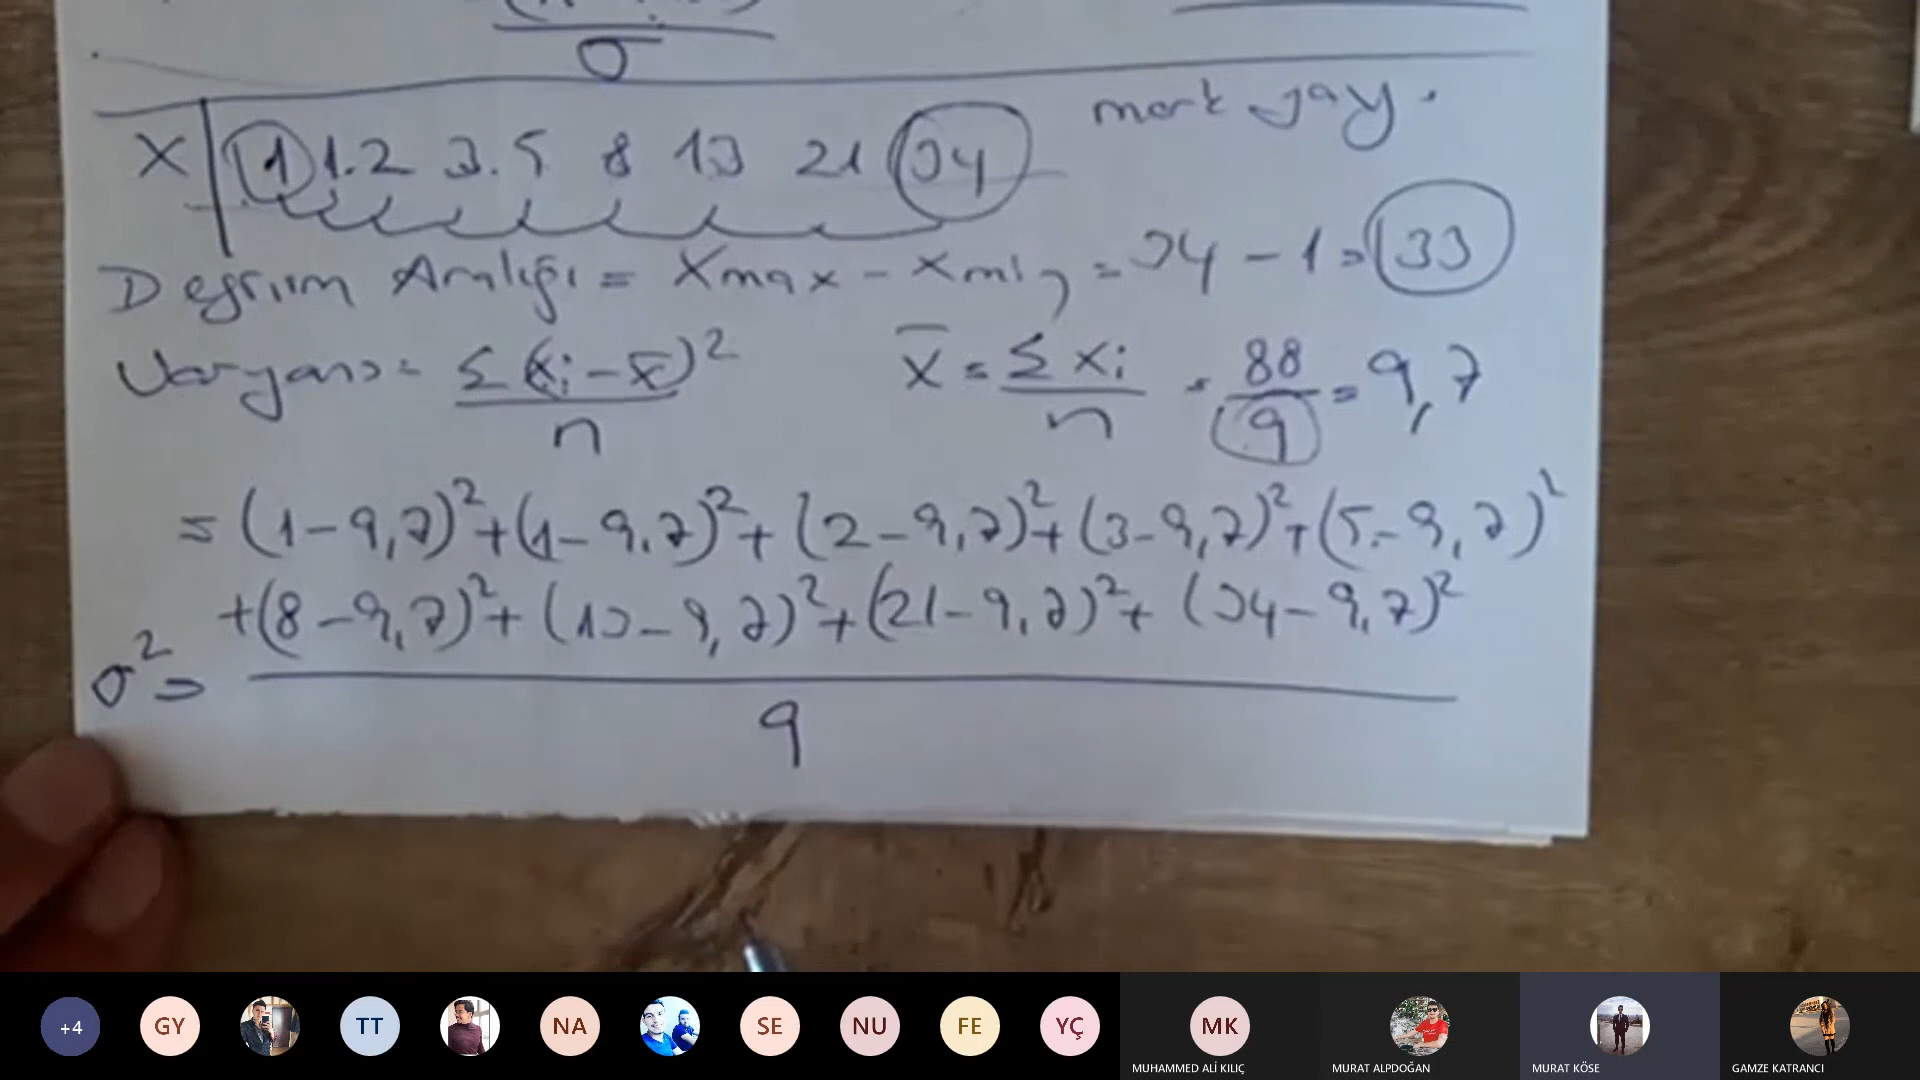 σ
mark yay.
X | 1 1.2 3.5 8 13 21 34
Değişim Aralığı = Xmax - Xmin = 34 - 1 = 33
Varyans = Σ(xi - x̄)² / n    x̄ = Σxi / n = 88 / 9 = 9,7
= (1-9,7)² + (1-9,7)² + (2-9,7)² + (3-9,7)² + (5-9,7)²
+ (8-9,7)² + (13-9,7)² + (21-9,7)² + (34-9,7)²
σ² =
9
+4 GY TT NA SE NU FE YÇ MK
MUHAMMED ALİ KILIÇ MURAT ALPDOĞAN MURAT KÖSE GAMZE KATRANCI